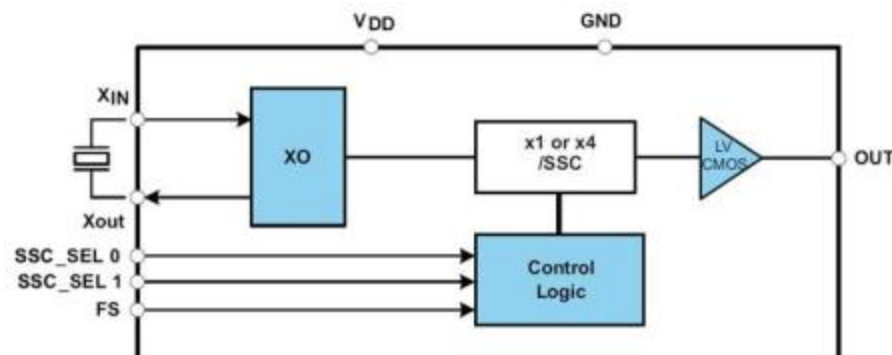 VDD
GND
XIN
XO
x1 or x4
/SSC
LV
CMOS
OUT
Xout
SSC_SEL 0
SSC_SEL 1
FS
Control
Logic